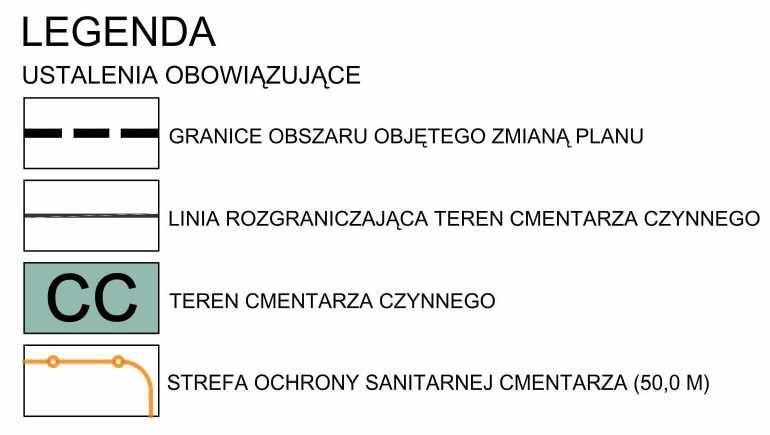 LEGENDA
USTALENIA OBOWIĄZUJĄCE
GRANICE OBSZARU OBJĘTEGO ZMIANĄ PLANU
LINIA ROZGRANICZAJĄCA TEREN CMENTARZA CZYNNEGO
CC TEREN CMENTARZA CZYNNEGO
STREFA OCHRONY SANITARNEJ CMENTARZA (50,0 M)